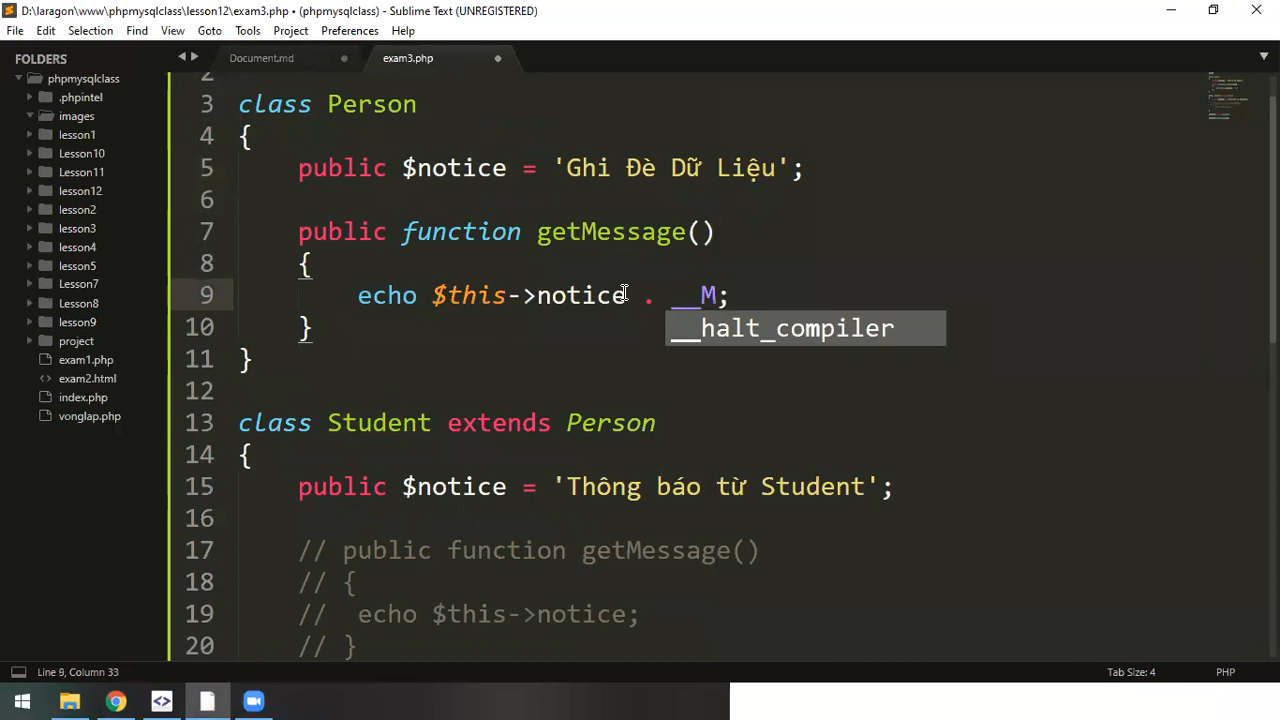 D:\laragon\www\phpmysqlclass\lesson12\exam3.php • (phpmysqlclass) - Sublime Text (UNREGISTERED)
File Edit Selection Find View Goto Tools Project Preferences Help
FOLDERS
phpmysqlclass
.phpintel
images
lesson1
Lesson10
Lesson11
lesson12
lesson2
lesson3
lesson4
lesson5
Lesson7
Lesson8
lesson9
project
exam1.php
exam2.html
index.php
vonglap.php
Document.md
exam3.php
2
3 class Person
4 {
5 public $notice = 'Ghi Đè Dữ Liệu';
6
7 public function getMessage()
8 {
9 echo $this->notice . __M;
__halt_compiler
10 }
11 }
12
13 class Student extends Person
14 {
15 public $notice = 'Thông báo từ Student';
16
17 // public function getMessage()
18 // {
19 // echo $this->notice;
20 // }
Line 9, Column 33
Tab Size: 4
PHP